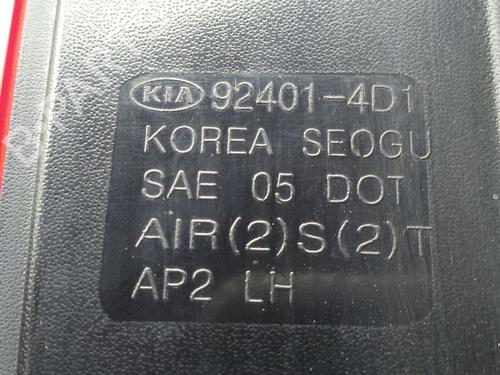 KIA 92401-4D1
KOREA SEOGU
SAE 05 DOT
AIR(2)S(2)T
AP2 LH